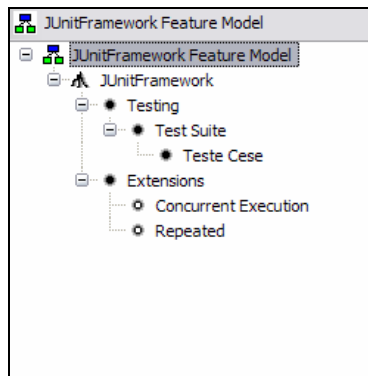 JUnitFramework Feature Model
JUnitFramework Feature Model
JUnitFramework
Testing
Test Suite
Teste Cese
Extensions
Concurrent Execution
Repeated